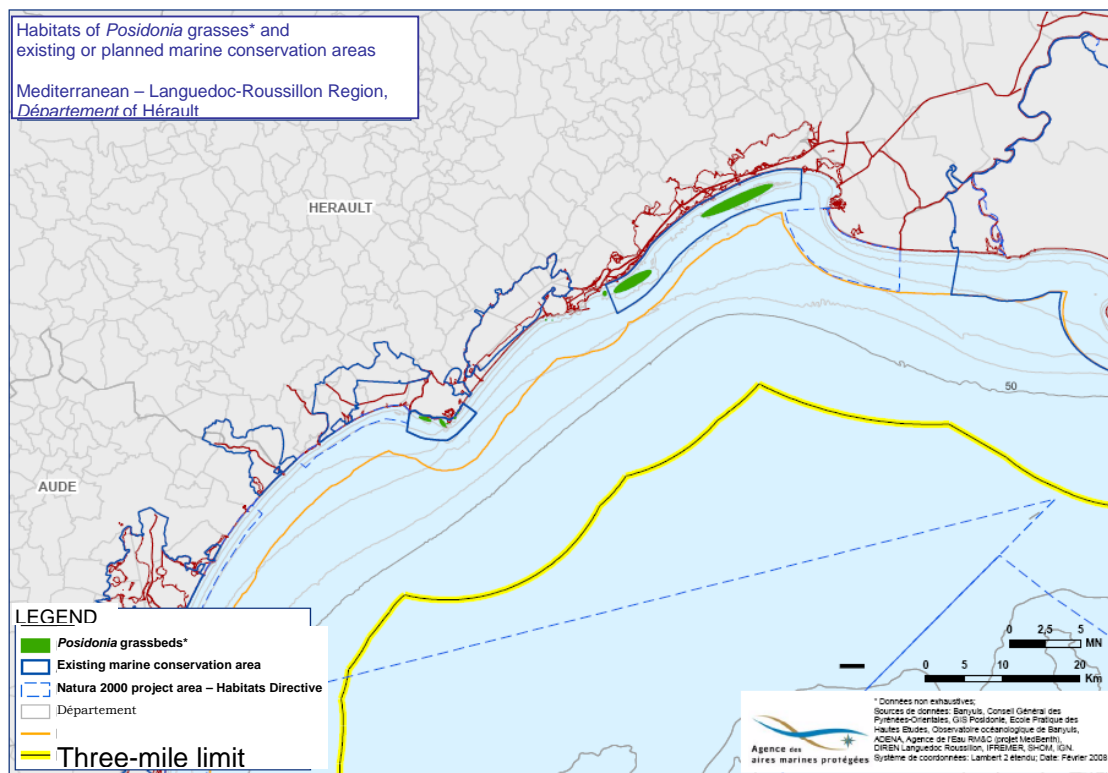 Habitats of Posidonia grasses* and
existing or planned marine conservation areas
Mediterranean – Languedoc-Roussillon Region,
Département of Hérault
HERAULT
50
AUDE
LEGEND
Posidonia grassbeds*
Existing marine conservation area
Natura 2000 project area – Habitats Directive
Département
Three-mile limit
0 2,5 5
MN
0 5 10 20
Km
Agence des
aires marines protégées
* Données non exhaustives;
Sources de données: Banyuls, Conseil Général des
Pyrénées-Orientales, GIS Posidonie, Ecole Pratique des
Hautes Etudes, Observatoire océanologique de Banyuls,
ADENA, Agence de l'Eau RM&C (projet MedBenth),
DIREN Languedoc Roussillon, IFREMER, SHOM, IGN.
Système de coordonnées: Lambert 2 étendu; Date: Février 2008